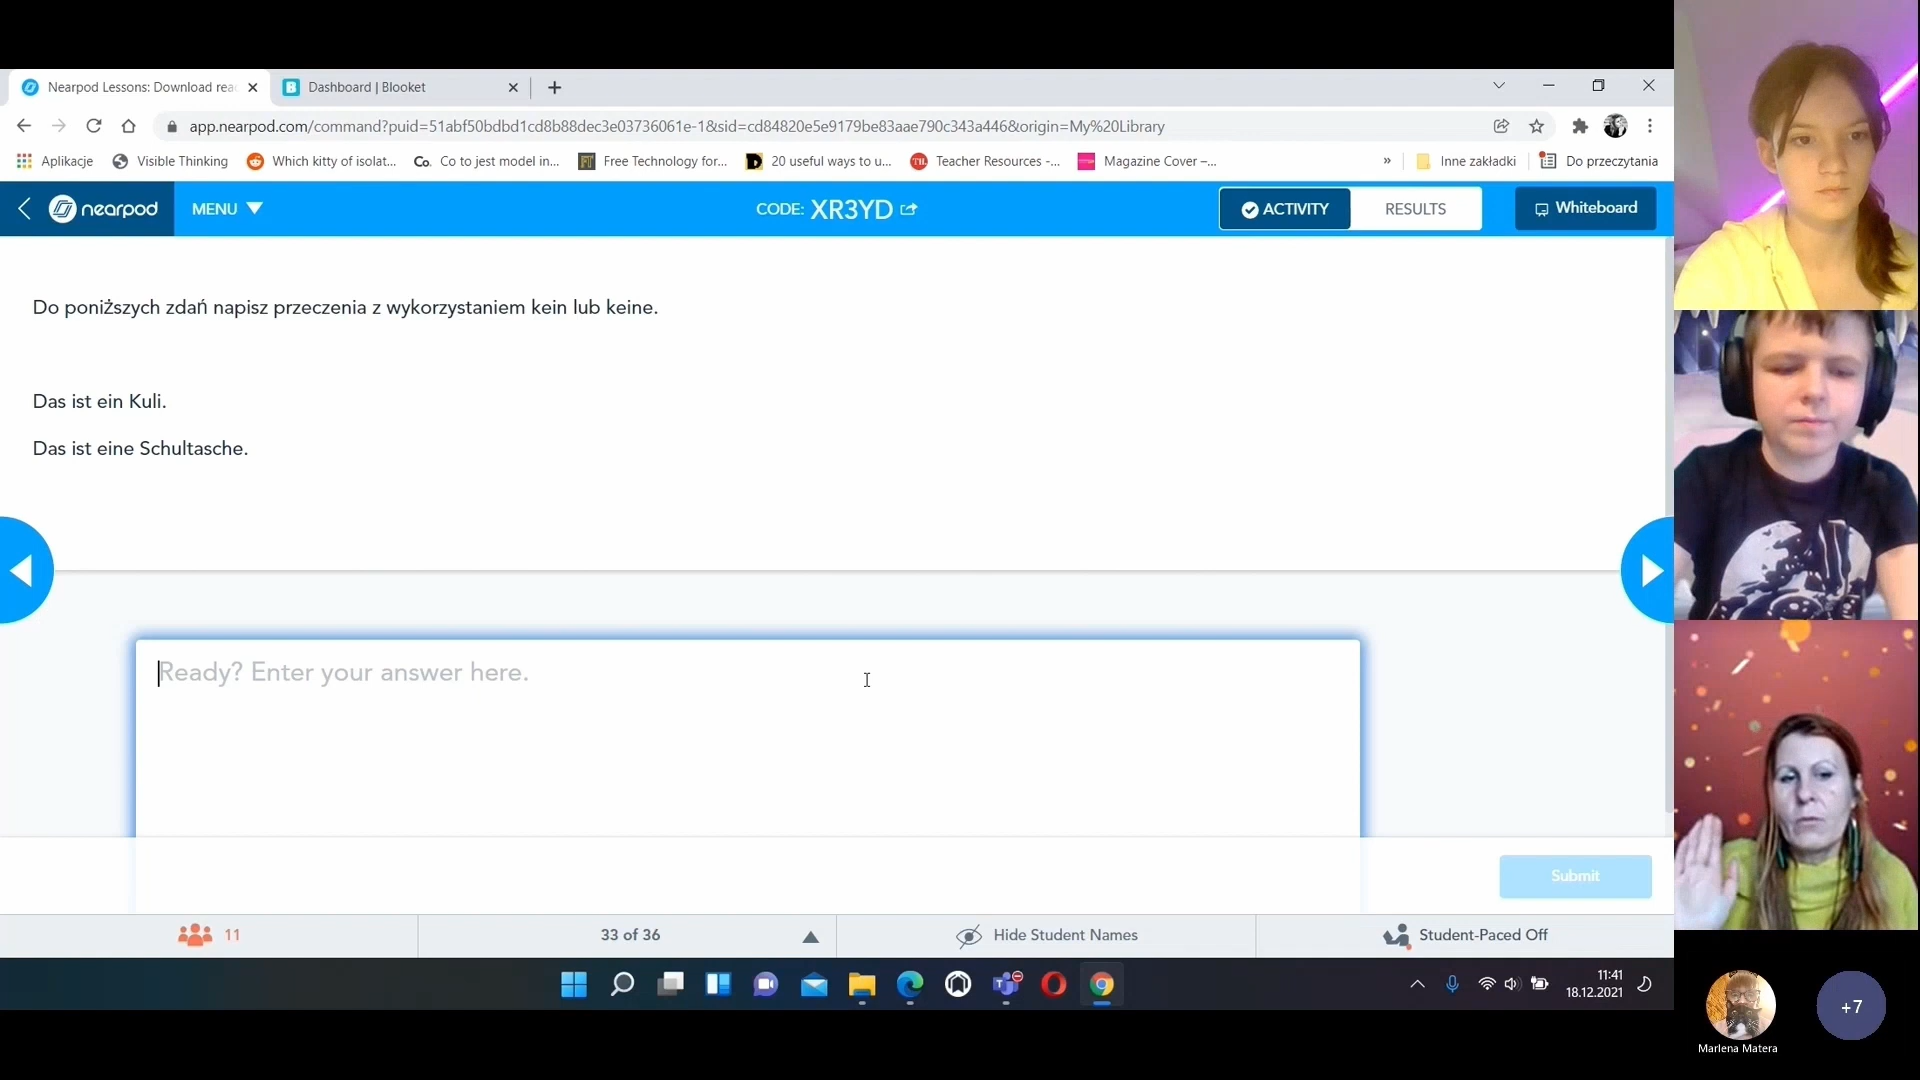 Nearpod Lessons: Download rea
Dashboard | Blooket
app.nearpod.com/command?puid=51abf50bdbd1cd8b88dec3e03736061e-1&sid=cd84820e5e9179be83aae790c343a446&origin=My%20Library
Aplikacje
Visible Thinking
Which kitty of isolat...
Co to jest model in...
Free Technology for...
20 useful ways to u...
Teacher Resources -...
Magazine Cover –...
»
Inne zakładki
Do przeczytania
nearpod
MENU
CODE: XR3YD
ACTIVITY
RESULTS
Whiteboard
Do poniższych zdań napisz przeczenia z wykorzystaniem kein lub keine.
Das ist ein Kuli.
Das ist eine Schultasche.
Ready? Enter your answer here.
Submit
11
33 of 36
Hide Student Names
Student-Paced Off
11:41
18.12.2021
Marlena Matera
+7